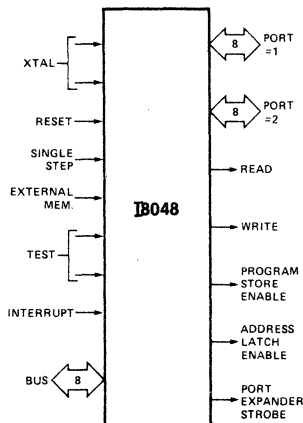 XTAL
RESET
SINGLE
STEP
EXTERNAL
MEM.
TEST
INTERRUPT
BUS
8
8048
8
PORT
=1
8
PORT
=2
READ
WRITE
PROGRAM
STORE
ENABLE
ADDRESS
LATCH
ENABLE
PORT
EXPANDER
STROBE